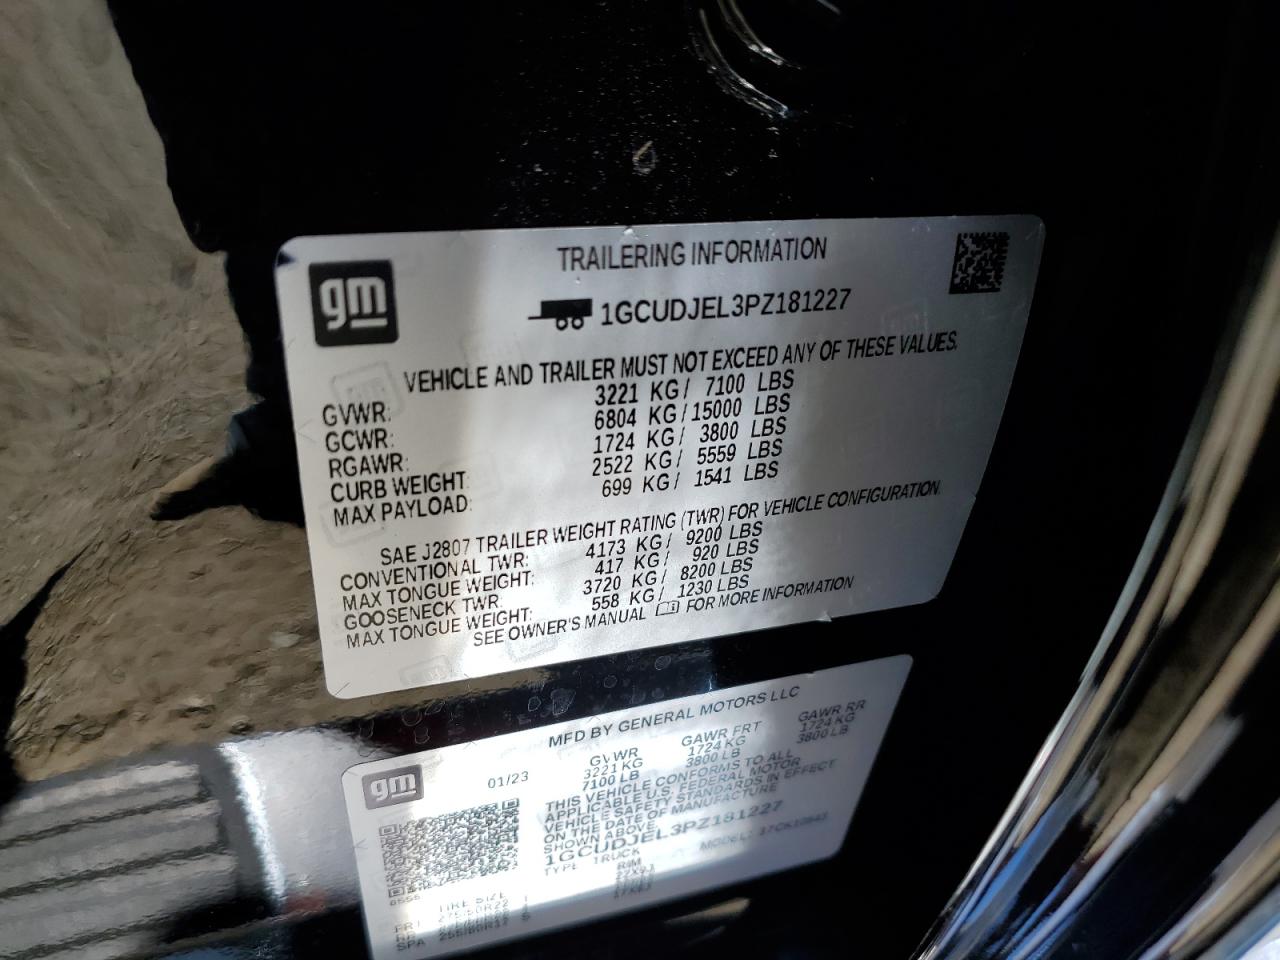 gm
TRAILERING INFORMATION
1GCUDJEL3PZ181227
VEHICLE AND TRAILER MUST NOT EXCEED ANY OF THESE VALUES.
GVWR: 3221 KG/ 7100 LBS
GCWR: 6804 KG/15000 LBS
RGAWR: 1724 KG/ 3800 LBS
CURB WEIGHT: 2522 KG/ 5559 LBS
MAX PAYLOAD: 699 KG/ 1541 LBS
SAE J2807 TRAILER WEIGHT RATING (TWR) FOR VEHICLE CONFIGURATION.
CONVENTIONAL TWR: 4173 KG/ 9200 LBS
MAX TONGUE WEIGHT: 417 KG/ 920 LBS
GOOSENECK TWR: 3720 KG/ 8200 LBS
MAX TONGUE WEIGHT: 558 KG/ 1230 LBS
SEE OWNER'S MANUAL FOR MORE INFORMATION
gm
MFD BY GENERAL MOTORS LLC
01/23 GVWR GAWR FRT GAWR RR
3221 KG 1724 KG 1724 KG
7100 LB 3800 LB 3800 LB
THIS VEHICLE CONFORMS TO ALL
APPLICABLE U.S. FEDERAL MOTOR
VEHICLE SAFETY STANDARDS IN EFFECT
ON THE DATE OF MANUFACTURE
SHOWN ABOVE.
1GCUDJEL3PZ181227
TYPE: TRUCK MODEL:
TIRE SIZE RIM
FRT 275/50R22
SPA